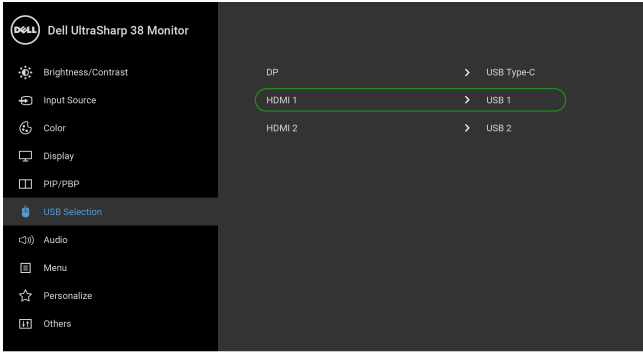 DELL Dell UltraSharp 38 Monitor
Brightness/Contrast
DP > USB Type-C
Input Source
HDMI 1 > USB 1
Color
HDMI 2 > USB 2
Display
PIP/PBP
USB Selection
Audio
Menu
Personalize
Others